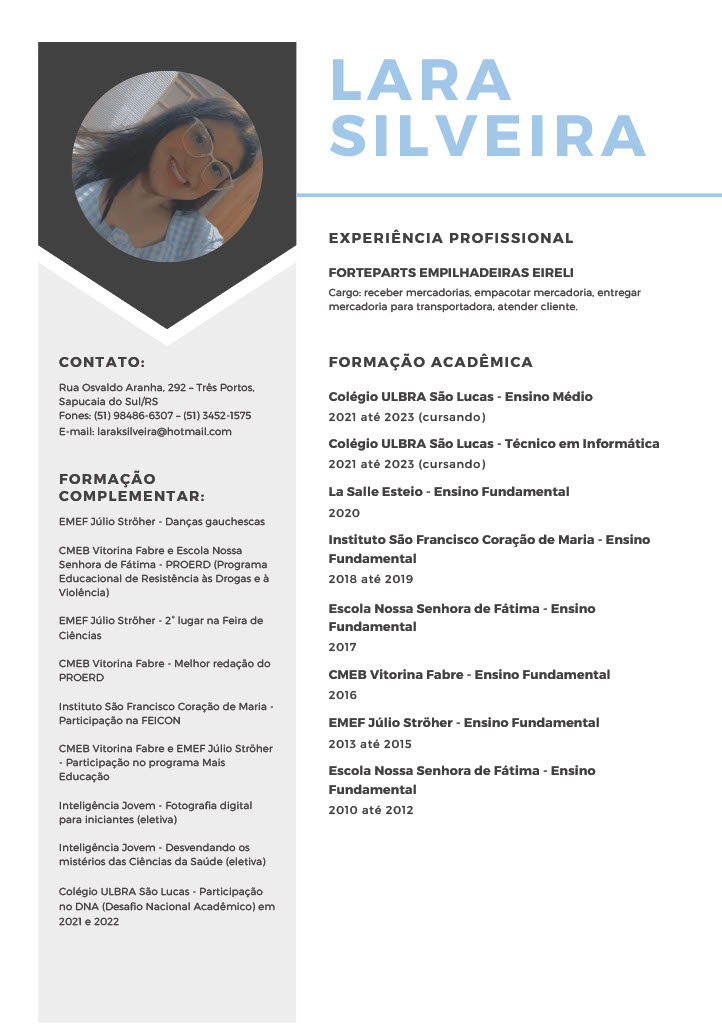 LARA
SILVEIRA
EXPERIÊNCIA PROFISSIONAL
FORTEPARTS EMPILHADEIRAS EIRELI
Cargo: receber mercadorias, empacotar mercadoria, entregar
mercadoria para transportadora, atender cliente.
FORMAÇÃO ACADÊMICA
Colégio ULBRA São Lucas - Ensino Médio
2021 até 2023 (cursando)
Colégio ULBRA São Lucas - Técnico em Informática
2021 até 2023 (cursando)
La Salle Esteio - Ensino Fundamental
2020
Instituto São Francisco Coração de Maria - Ensino
Fundamental
2018 até 2019
Escola Nossa Senhora de Fátima - Ensino
Fundamental
2017
CMEB Vitorina Fabre - Ensino Fundamental
2016
EMEF Júlio Ströher - Ensino Fundamental
2013 até 2015
Escola Nossa Senhora de Fátima - Ensino
Fundamental
2010 até 2012
CONTATO:
Rua Osvaldo Aranha, 292 – Três Portos,
Sapucaia do Sul/RS
Fones: (51) 98486-6307 – (51) 3452-1575
E-mail: laraksilveira@hotmail.com
FORMAÇÃO
COMPLEMENTAR:
EMEF Júlio Ströher - Danças gauchescas
CMEB Vitorina Fabre e Escola Nossa
Senhora de Fátima - PROERD (Programa
Educacional de Resistência às Drogas e à
Violência)
EMEF Júlio Ströher - 2° lugar na Feira de
Ciências
CMEB Vitorina Fabre - Melhor redação do
PROERD
Instituto São Francisco Coração de Maria -
Participação na FEICON
CMEB Vitorina Fabre e EMEF Júlio Ströher
- Participação no programa Mais
Educação
Inteligência Jovem - Fotografia digital
para iniciantes (eletiva)
Inteligência Jovem - Desvendando os
mistérios das Ciências da Saúde (eletiva)
Colégio ULBRA São Lucas - Participação
no DNA (Desafio Nacional Acadêmico) em
2021 e 2022